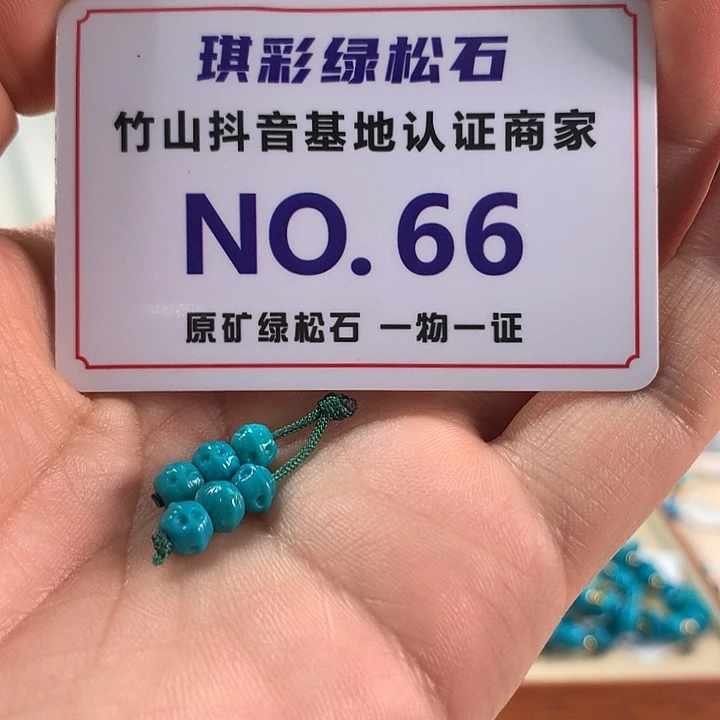 琪彩绿松石
竹山抖音基地认证商家
NO.66
原矿绿松石 一物一证